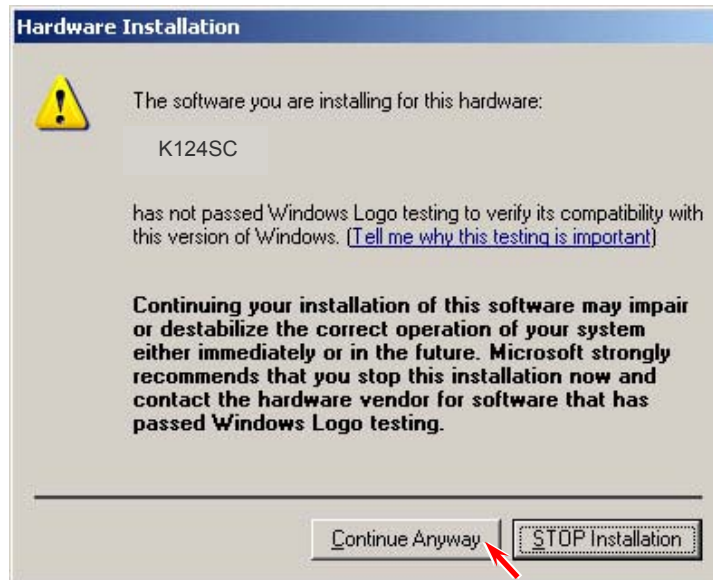 Hardware Installation
The software you are installing for this hardware:
K124SC
has not passed Windows Logo testing to verify its compatibility with
this version of Windows. (Tell me why this testing is important)
Continuing your installation of this software may impair
or destabilize the correct operation of your system
either immediately or in the future. Microsoft strongly
recommends that you stop this installation now and
contact the hardware vendor for software that has
passed Windows Logo testing.
Continue Anyway STOP Installation